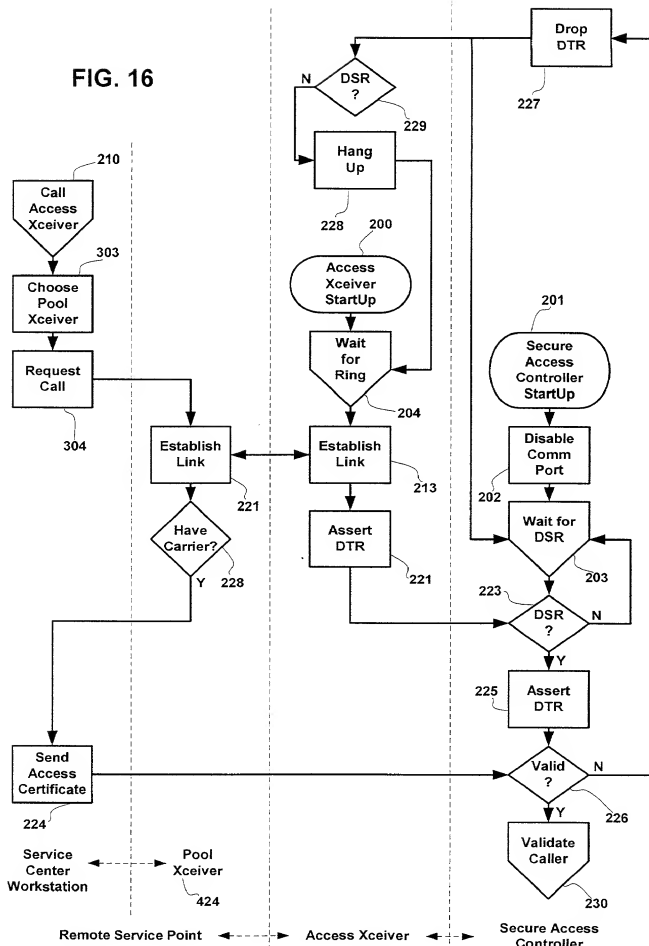 FIG. 16
Drop
DTR
227
N
DSR
?
229
Hang
Up
228
210
Call
Access
Xceiver
303
Choose
Pool
Xceiver
Request
Call
304
200
Access
Xceiver
StartUp
Wait
for
Ring
204
201
Secure
Access
Controller
StartUp
Disable
Comm
Port
202
Establish
Link
221
Establish
Link
213
Wait for
DSR
203
Have
Carrier?
228
Y
Assert
DTR
221
223
DSR
?
N
Y
225
Assert
DTR
Send
Access
Certificate
224
Valid
?
N
226
Y
Validate
Caller
230
Service
Center
Workstation
Pool
Xceiver
424
Remote Service Point
Access Xceiver
Secure Access
Controller